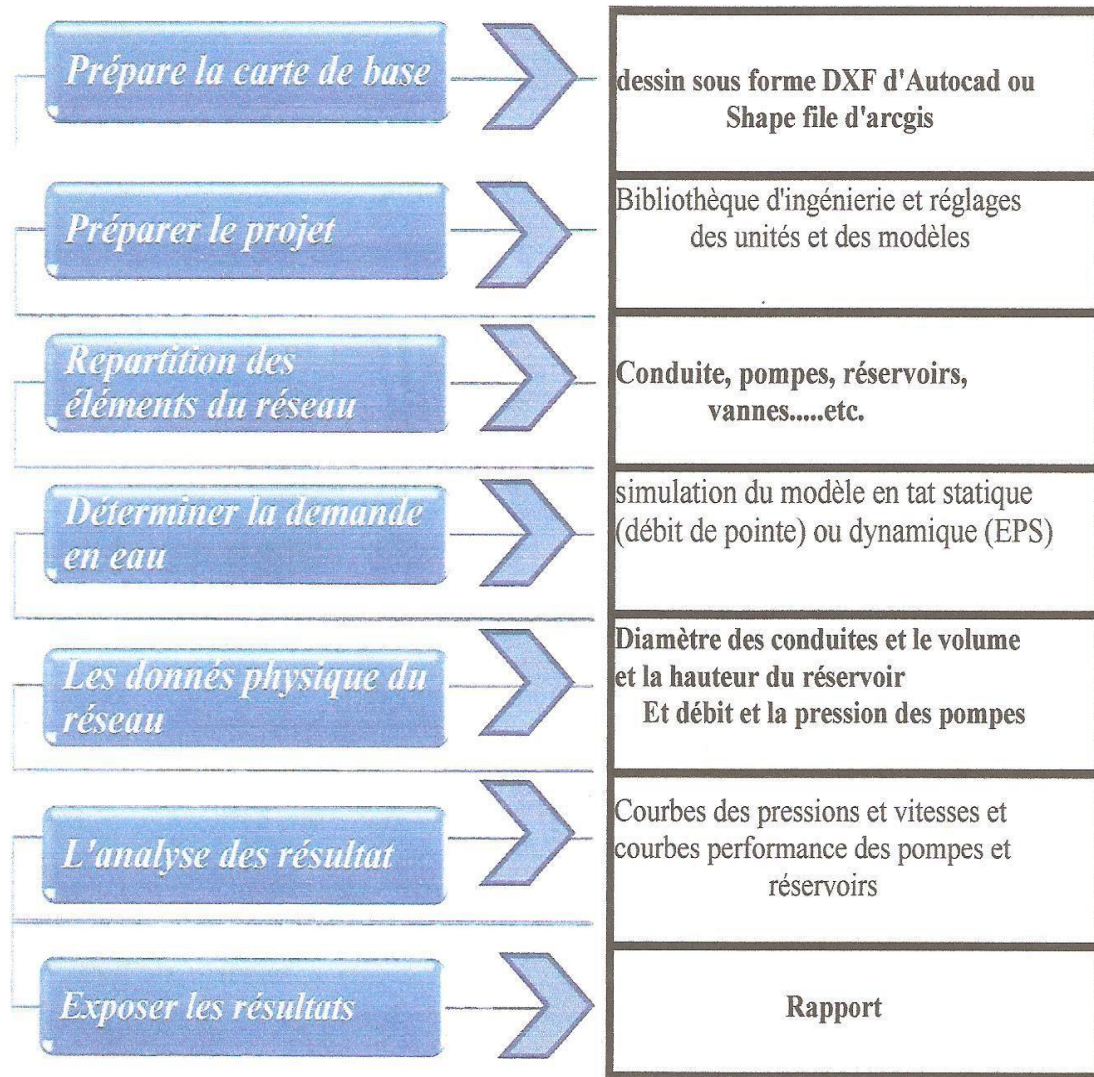 Prépare la carte de base
dessin sous forme DXF d'Autocad ou
Shape file d'arcgis
Préparer le projet
Bibliothèque d'ingénierie et réglages
des unités et des modèles
Repartition des
éléments du réseau
Conduite, pompes, réservoirs,
vannes.....etc.
Déterminer la demande
en eau
simulation du modèle en tat statique
(débit de pointe) ou dynamique (EPS)
Les donnés physique du
réseau
Diamètre des conduites et le volume
et la hauteur du réservoir
Et débit et la pression des pompes
L'analyse des résultat
Courbes des pressions et vitesses et
courbes performance des pompes et
réservoirs
Exposer les résultats
Rapport